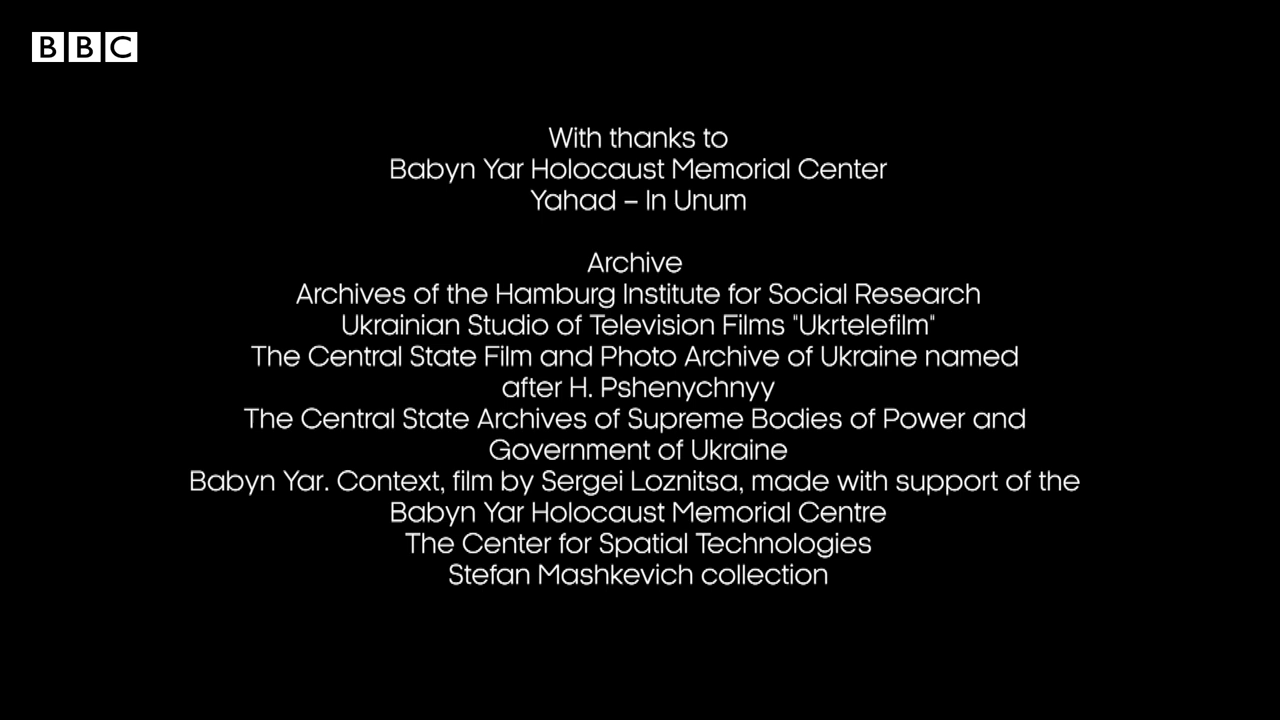 BBC
With thanks to
Babyn Yar Holocaust Memorial Center
Yahad – In Unum
Archive
Archives of the Hamburg Institute for Social Research
Ukrainian Studio of Television Films "Ukrtelefilm"
The Central State Film and Photo Archive of Ukraine named
after H. Pshenychnyy
The Central State Archives of Supreme Bodies of Power and
Government of Ukraine
Babyn Yar. Context, film by Sergei Loznitsa, made with support of the
Babyn Yar Holocaust Memorial Centre
The Center for Spatial Technologies
Stefan Mashkevich collection